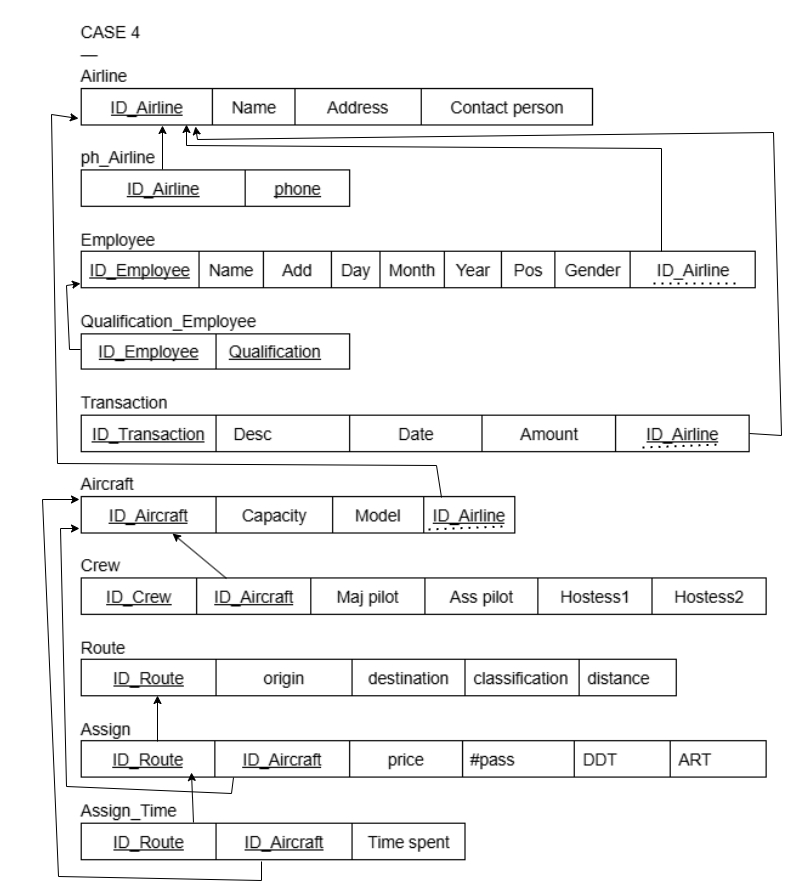 CASE 4
—
Airline
ID_Airline Name Address Contact person
ph_Airline
ID_Airline phone
Employee
ID_Employee Name Add Day Month Year Pos Gender ID_Airline
Qualification_Employee
ID_Employee Qualification
Transaction
ID_Transaction Desc Date Amount ID_Airline
Aircraft
ID_Aircraft Capacity Model ID_Airline
Crew
ID_Crew ID_Aircraft Maj pilot Ass pilot Hostess1 Hostess2
Route
ID_Route origin destination classification distance
Assign
ID_Route ID_Aircraft price #pass DDT ART
Assign_Time
ID_Route ID_Aircraft Time spent